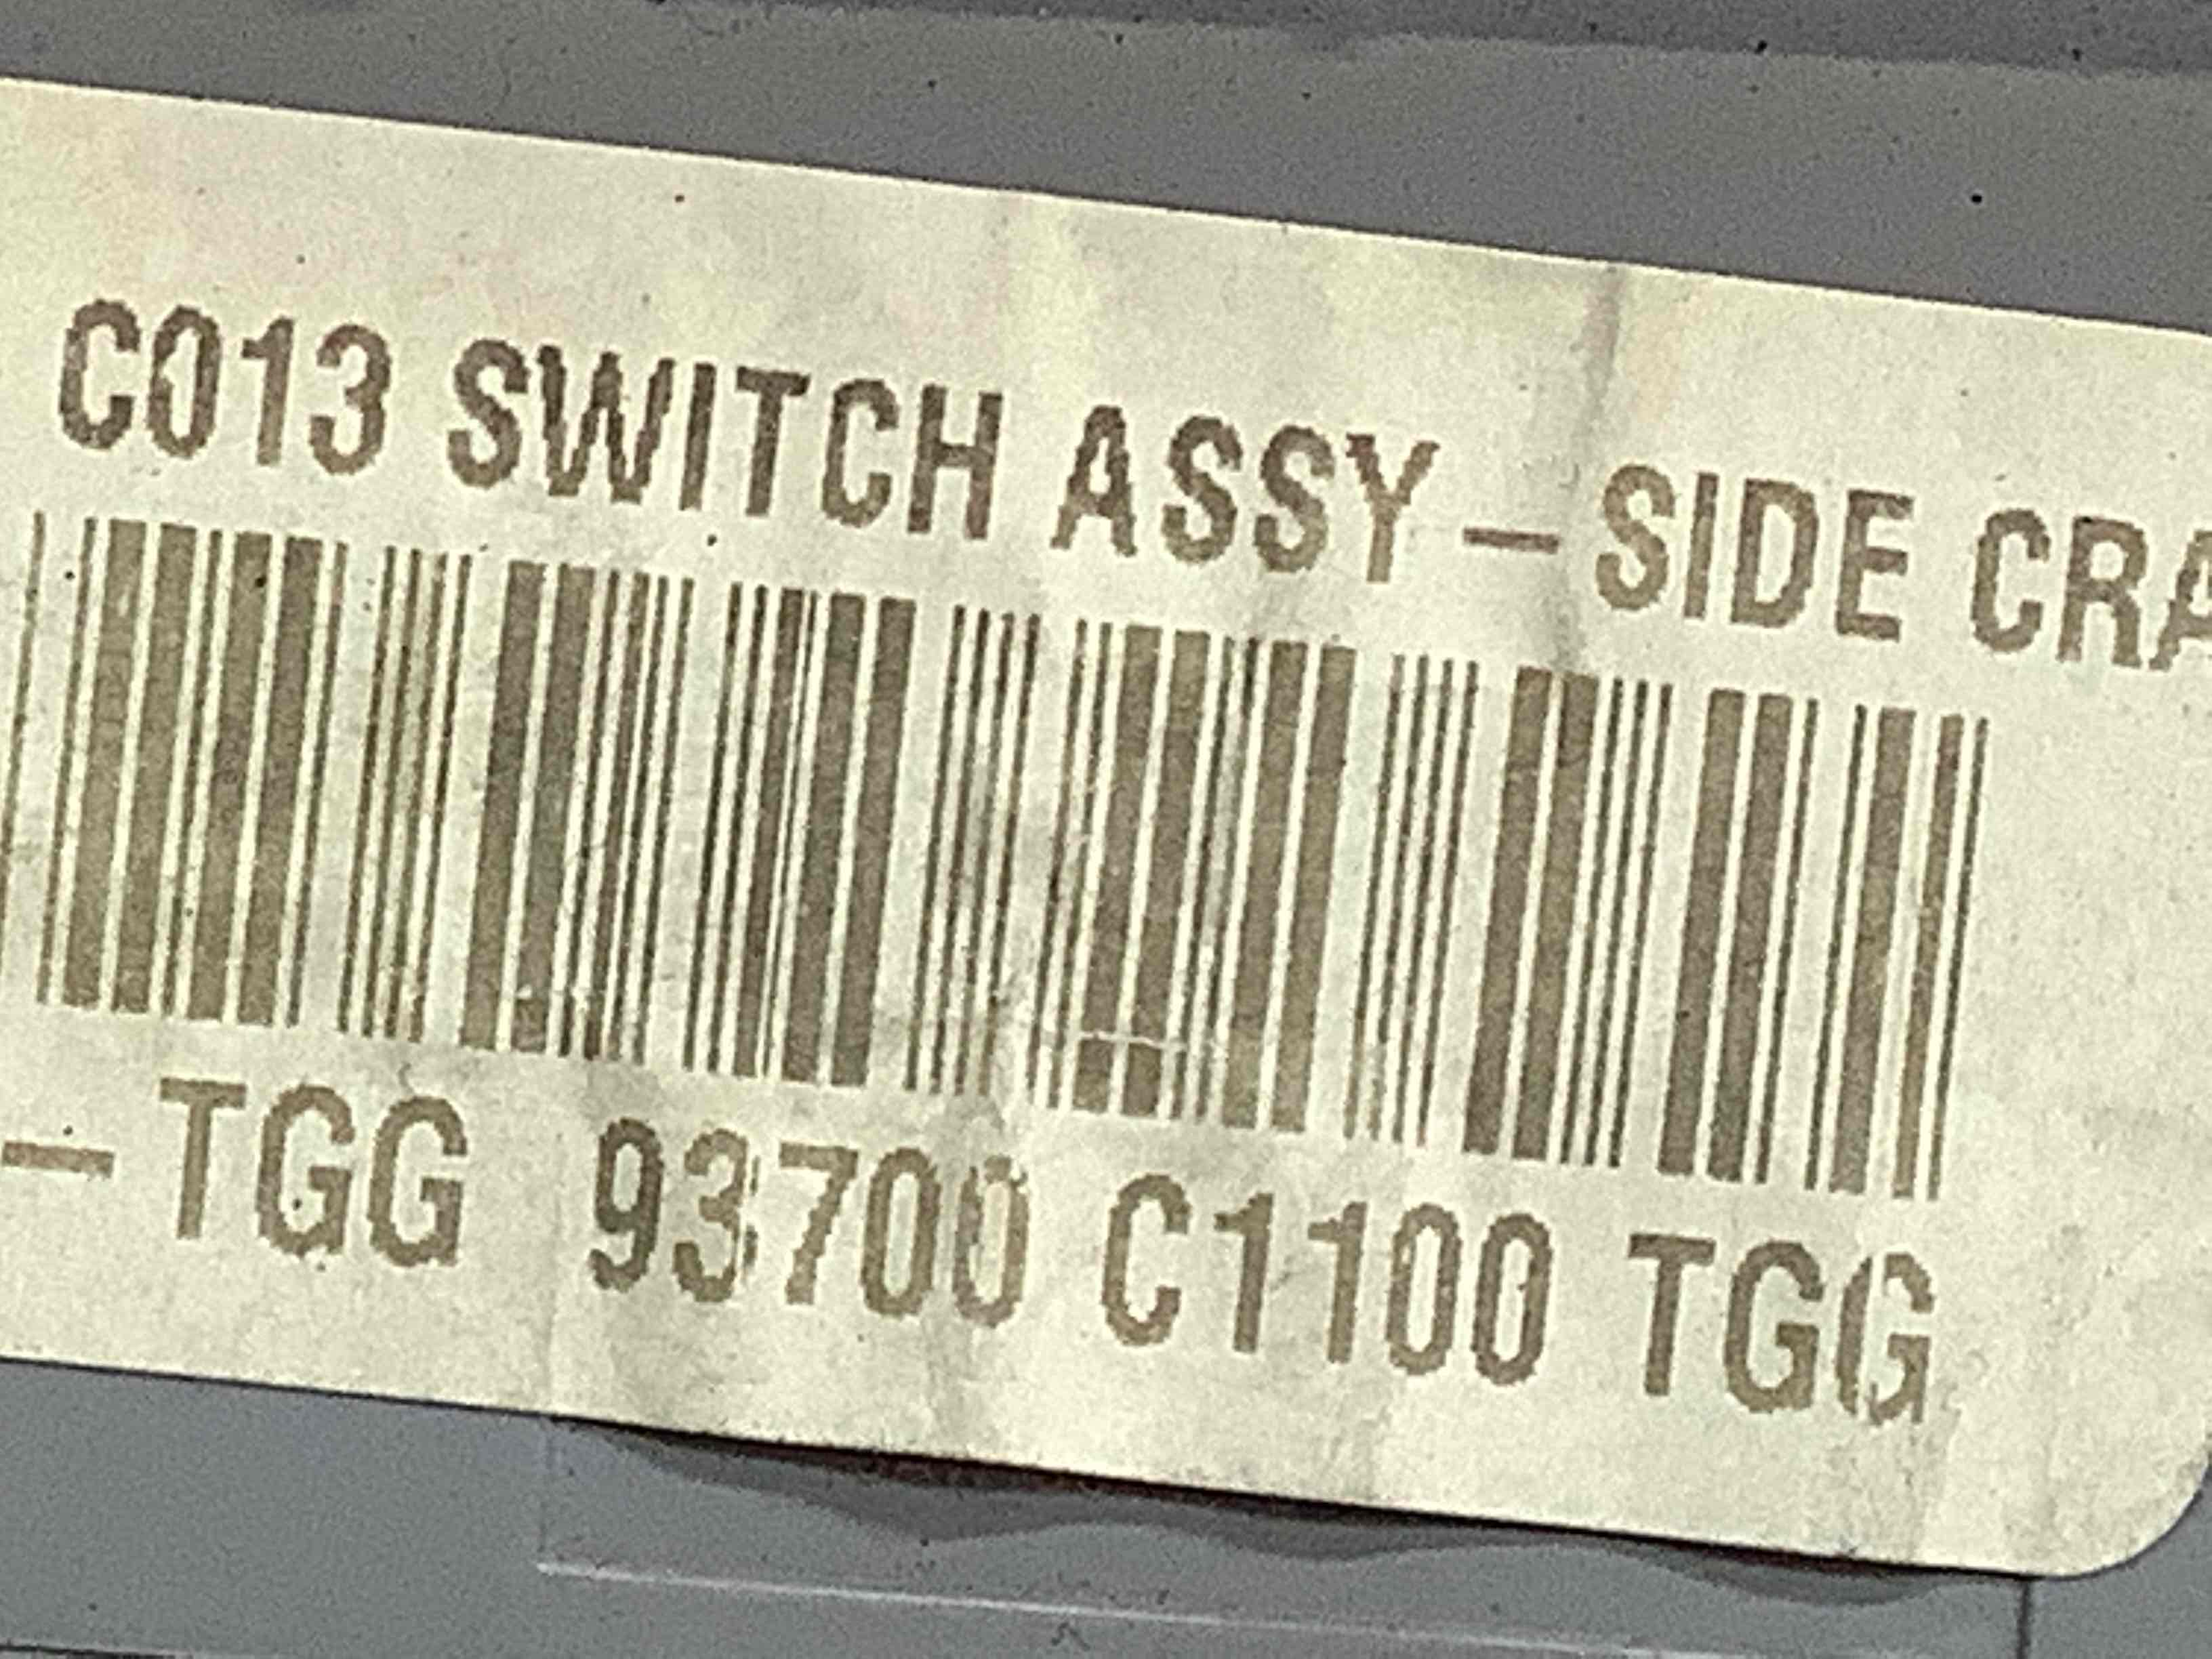 C013 SWITCH ASSY-SIDE CRA
- TGG 93700 C1100 TGG